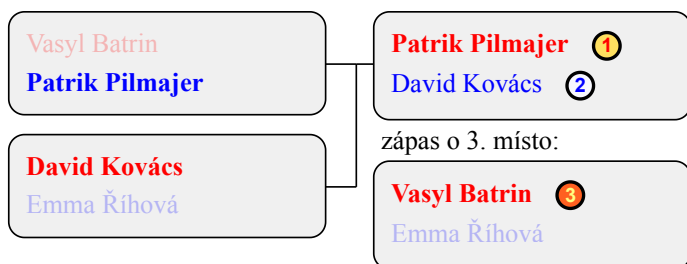 Vasyl Batrin
Patrik Pilmajer
David Kovács
Emma Říhová
Patrik Pilmajer 1
David Kovács 2
zápas o 3. místo:
Vasyl Batrin 3
Emma Říhová